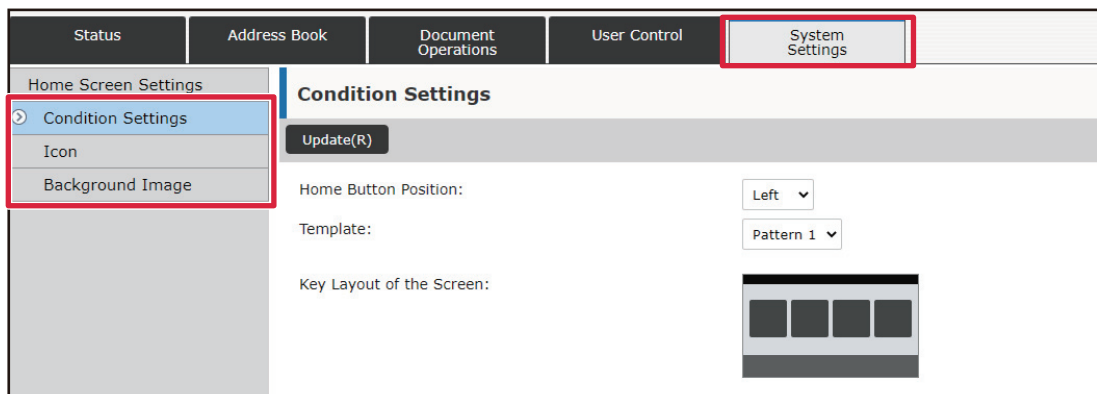 Status
Address Book
Document
Operations
User Control
System
Settings
Home Screen Settings
Condition Settings
Icon
Background Image
Condition Settings
Update(R)
Home Button Position:
Left
Template:
Pattern 1
Key Layout of the Screen: